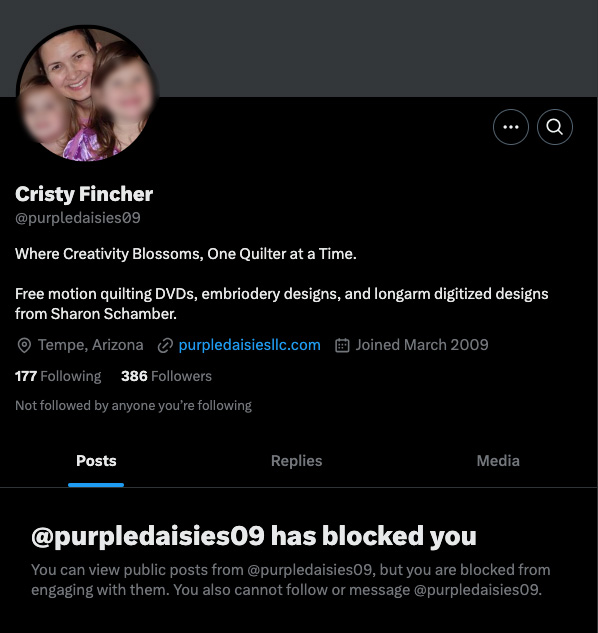 Cristy Fincher
@purpledaisies09
Where Creativity Blossoms, One Quilter at a Time.
Free motion quilting DVDs, embriodery designs, and longarm digitized designs
from Sharon Schamber.
Tempe, Arizona purpledaisiesllc.com Joined March 2009
177 Following 386 Followers
Not followed by anyone you're following
Posts Replies Media
@purpledaisies09 has blocked you
You can view public posts from @purpledaisies09, but you are blocked from
engaging with them. You also cannot follow or message @purpledaisies09.